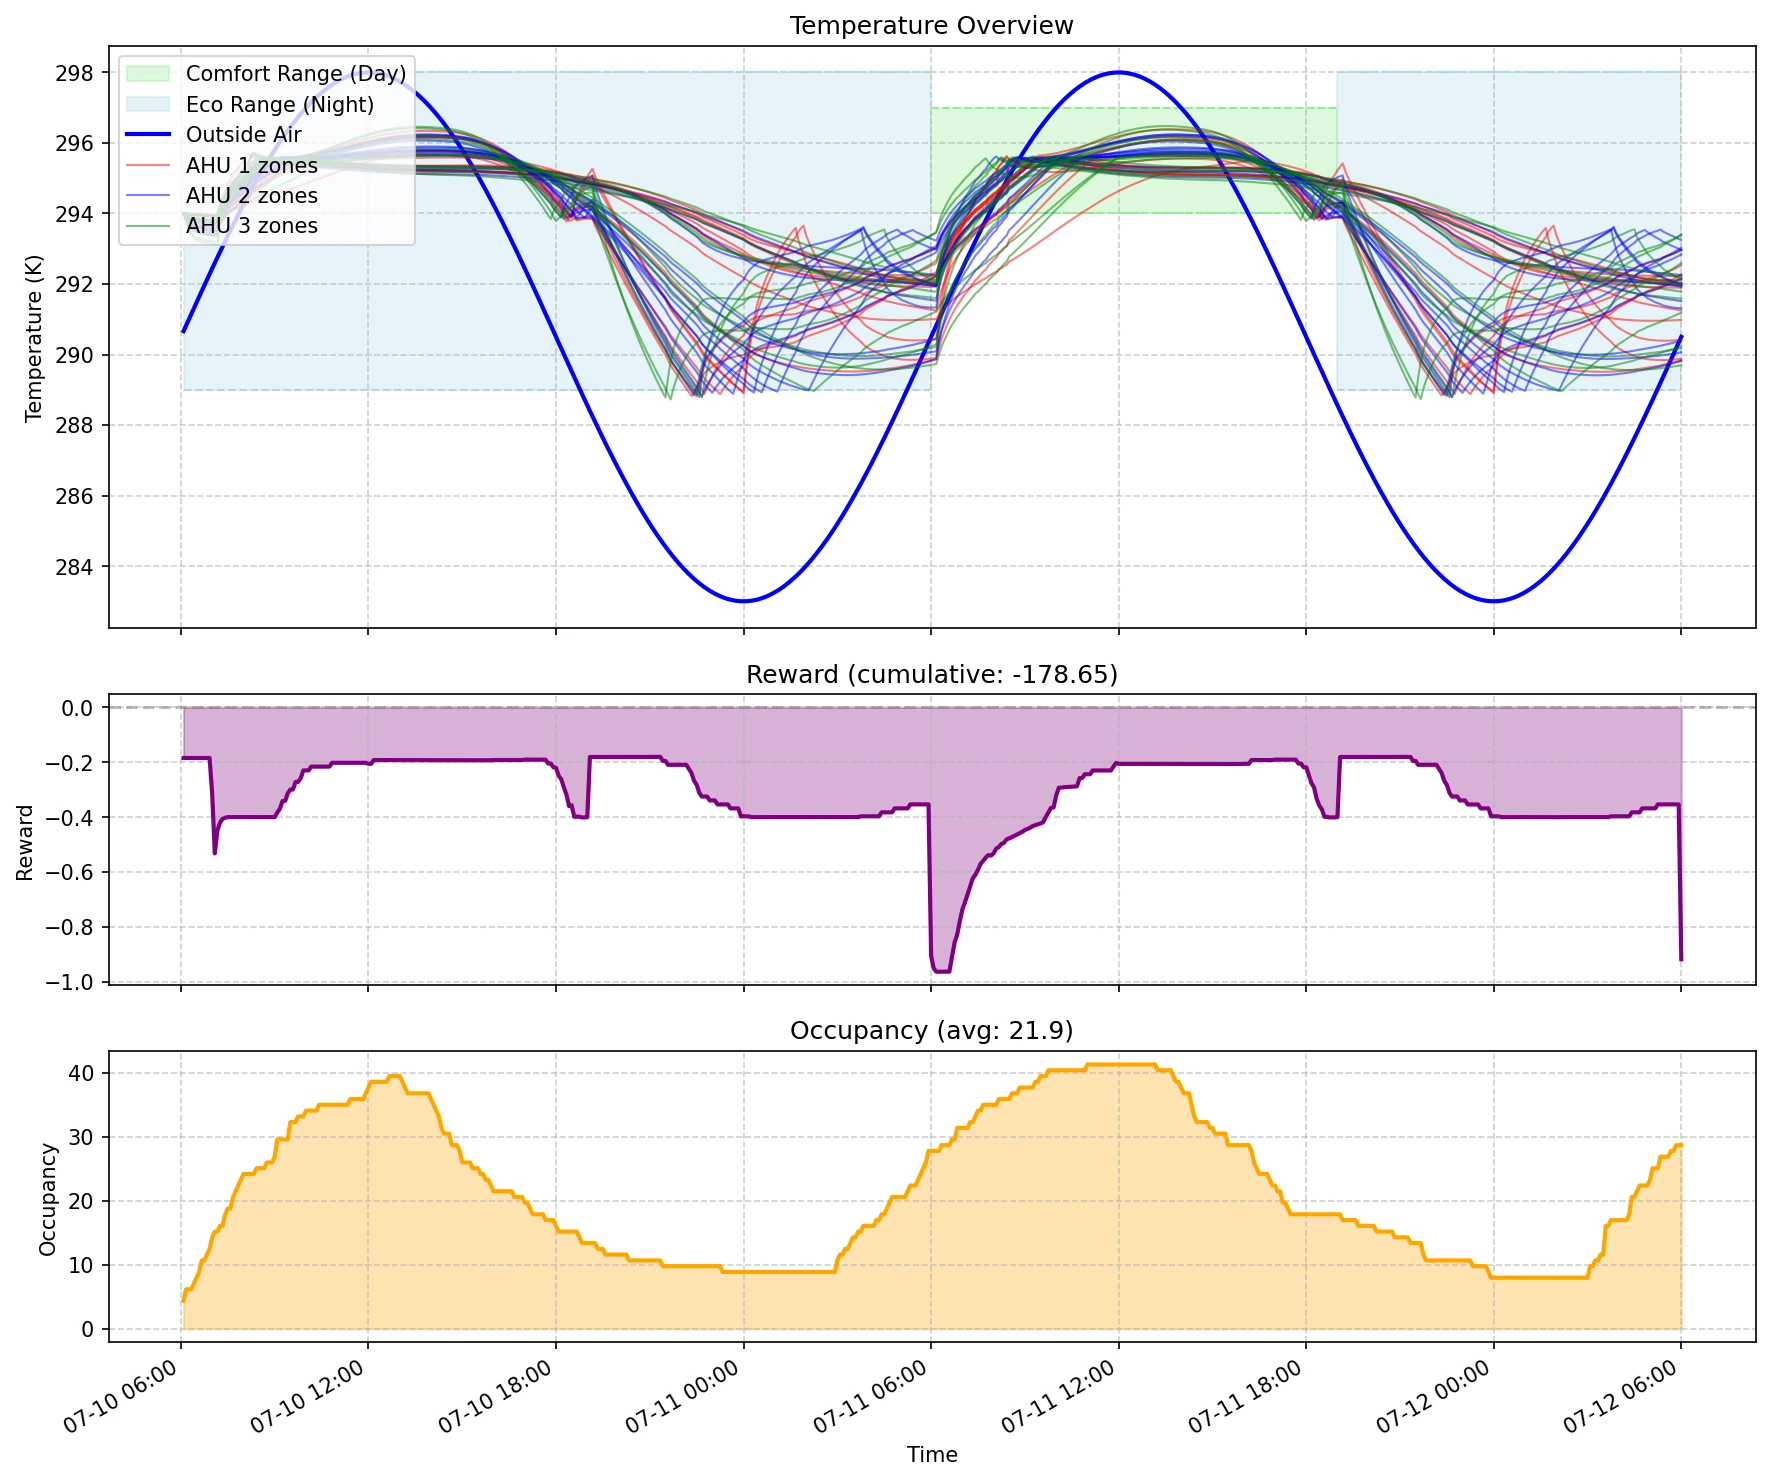 Temperature Overview
Comfort Range (Day)
Eco Range (Night)
Outside Air
AHU 1 zones
AHU 2 zones
AHU 3 zones
Temperature (K)
298
296
294
292
290
288
286
284
Reward (cumulative: -178.65)
Reward
0.0
−0.2
−0.4
−0.6
−0.8
−1.0
Occupancy (avg: 21.9)
Occupancy
40
30
20
10
0
07-10 06:00
07-10 12:00
07-10 18:00
07-11 00:00
07-11 06:00
07-11 12:00
07-11 18:00
07-12 00:00
07-12 06:00
Time